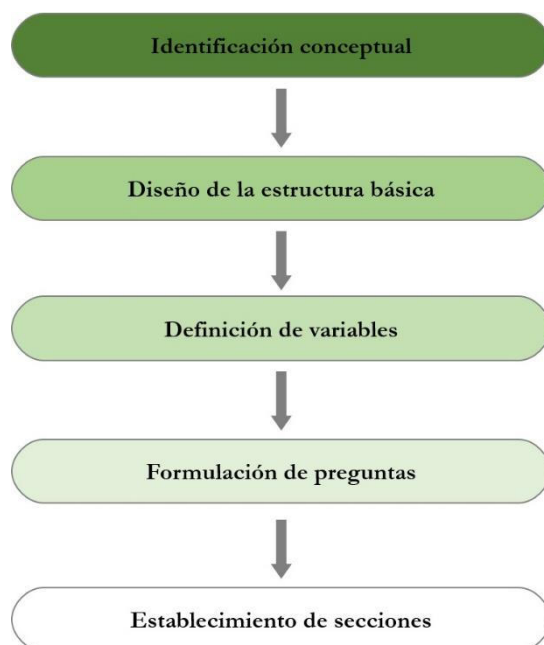 Identificación conceptual
Diseño de la estructura básica
Definición de variables
Formulación de preguntas
Establecimiento de secciones